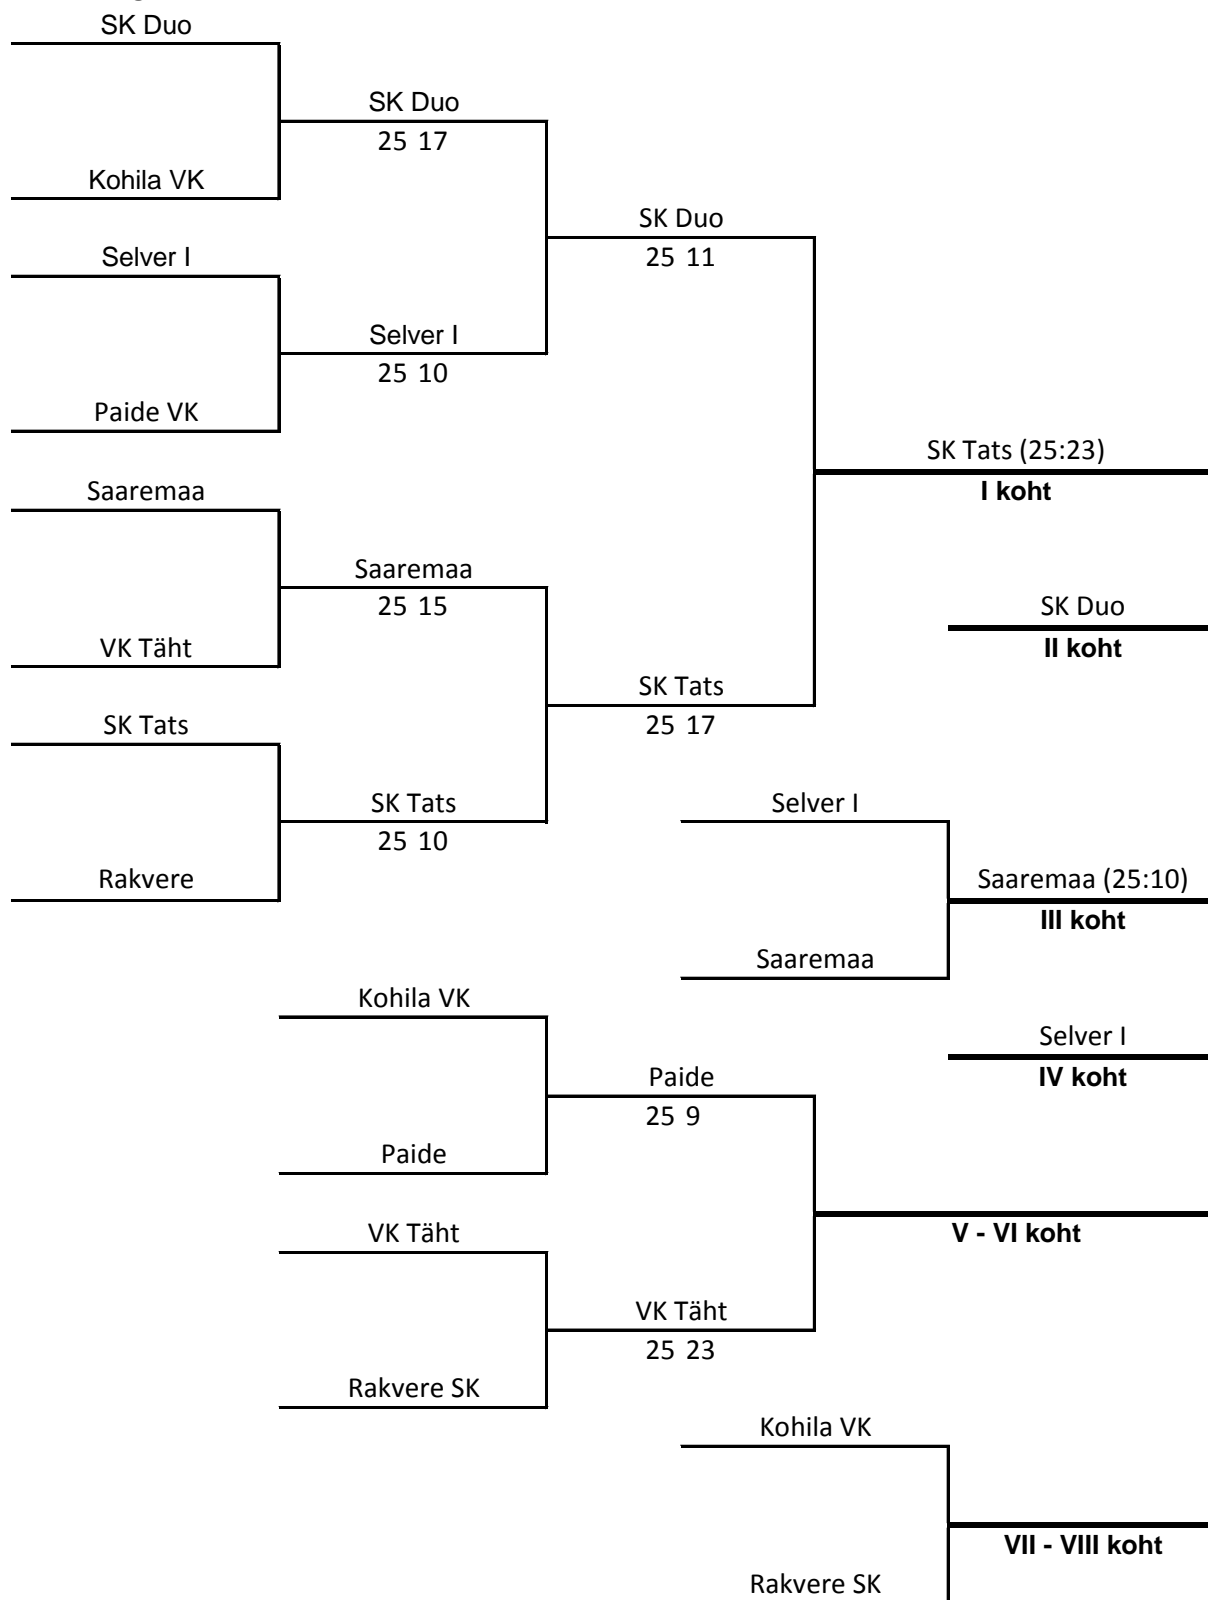 SK Duo
SK Duo
25 17
Kohila VK
SK Duo
25 11
Selver I
Selver I
25 10
Paide VK
SK Tats (25:23)
I koht
Saaremaa
Saaremaa
25 15
SK Duo
II koht
VK Täht
SK Tats
25 17
SK Tats
SK Tats
25 10
Selver I
Rakvere
Saaremaa (25:10)
III koht
Saaremaa
Kohila VK
Selver I
IV koht
Paide
25 9
Paide
VK Täht
V - VI koht
VK Täht
25 23
Rakvere SK
Kohila VK
VII - VIII koht
Rakvere SK